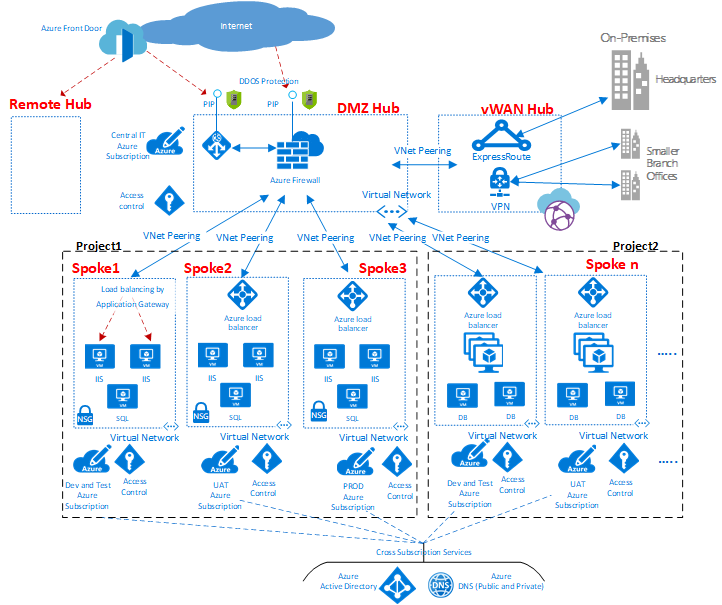 Internet
Azure Front Door
On-Premises
Headquarters
DDOS Protection
PIP
PIP
Remote Hub
DMZ Hub
vWAN Hub
Central IT
Azure
Subscription
Azure
Azure Firewall
VNet Peering
ExpressRoute
Smaller
Branch
Offices
Access
control
Virtual Network
VPN
VNet Peering
VNet Peering
VNet Peering
VNet Peering
VNet Peering
Project1
Project2
Spoke1
Spoke2
Spoke3
Spoke n
Load balancing by
Application Gateway
Azure load
balancer
Azure load
balancer
Azure load
balancer
Azure load
balancer
VM
VM
VM
VM
VM
VM
IIS
IIS
IIS
IIS
IIS
IIS
.....
VM
VM
VM
VM
VM
VM
VM
NSG
SQL
NSG
SQL
NSG
SQL
DB
DB
DB
DB
Virtual Network
Virtual Network
Virtual Network
Virtual Network
Virtual Network
Azure
Azure
Azure
Azure
Azure
.....
Dev and Test
Azure
Subscription
Access
Control
UAT
Azure
Subscription
Access
Control
PROD
Azure
Subscription
Access
Control
Dev and Test
Azure
Subscription
Access
Control
UAT
Azure
Subscription
Access
Control
Cross Subscription Services
Azure
Active Directory
DNS
Azure
DNS (Public and Private)